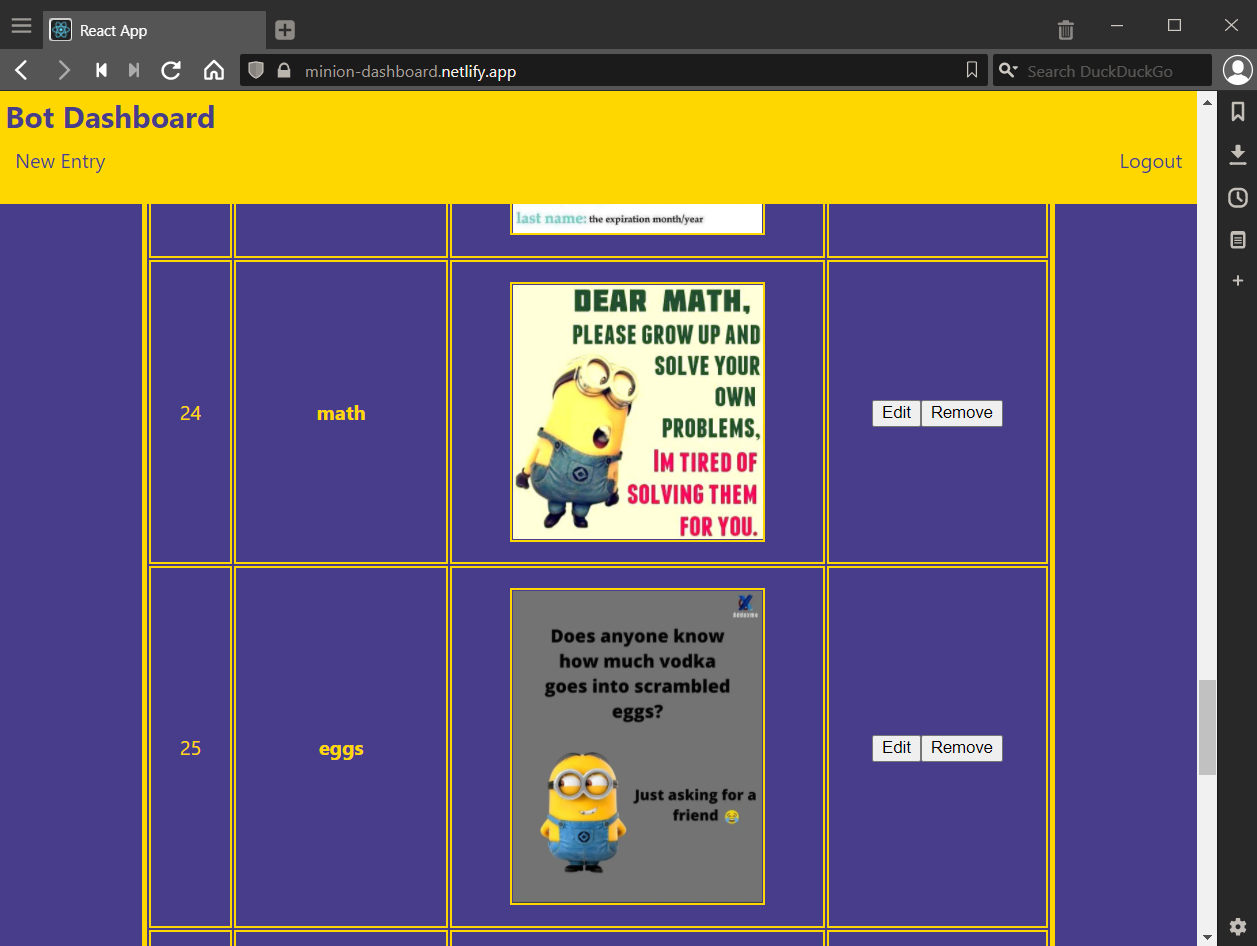 React App
minion-dashboard.netlify.app
Search DuckDuckGo
Bot Dashboard
New Entry
Logout
last name: the expiration month/year
24
math
DEAR MATH,
PLEASE GROW UP AND
SOLVE YOUR
OWN
PROBLEMS,
IM TIRED OF
SOLVING THEM
FOR YOU.
Edit
Remove
25
eggs
Does anyone know
how much vodka
goes into scrambled
eggs?
Just asking for a
friend 😂
Edit
Remove